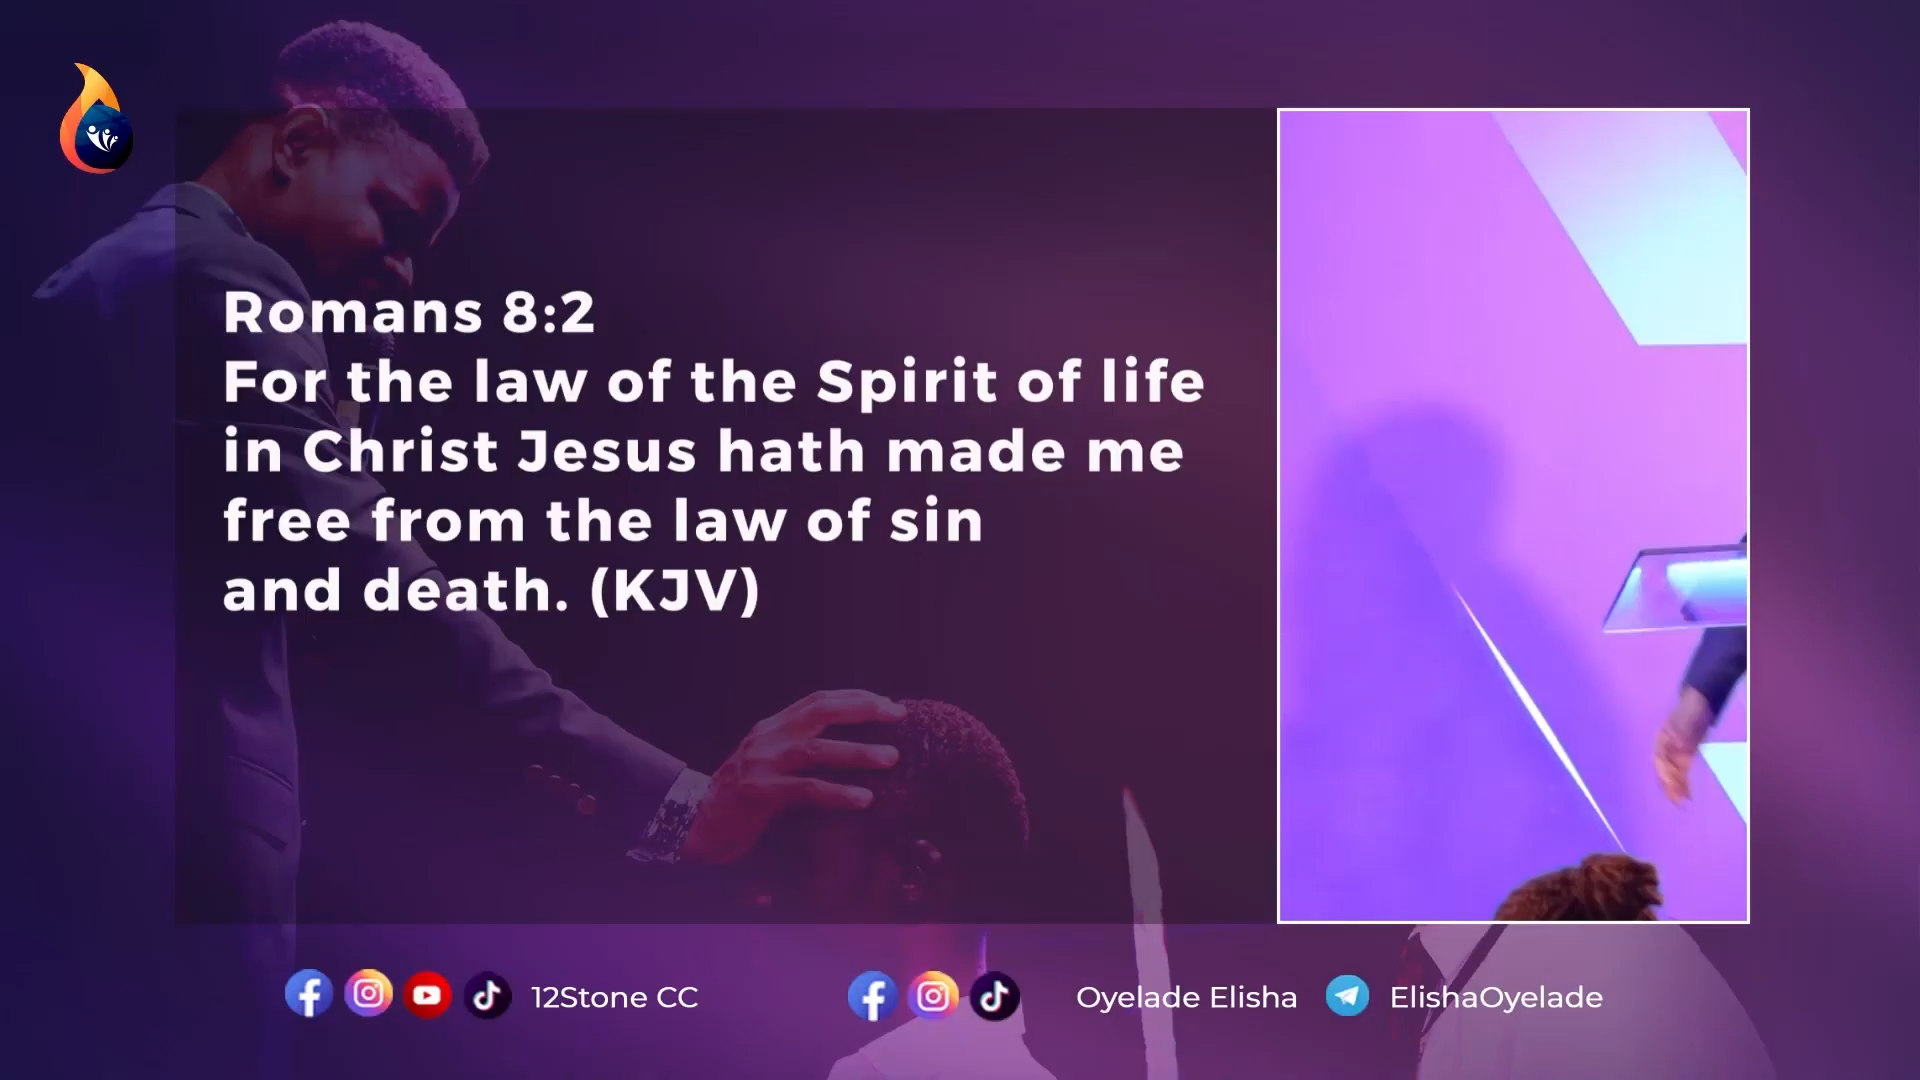 Romans 8:2
For the law of the Spirit of life
in Christ Jesus hath made me
free from the law of sin
and death. (KJV)
12Stone CC
Oyelade Elisha
ElishaOyelade